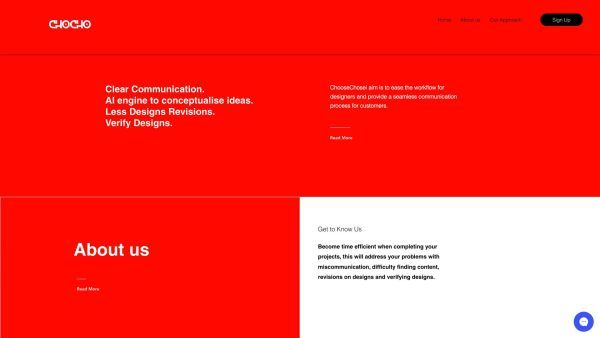 CHOCHO
Home About us Our Approach Sign Up
Clear Communication.
AI engine to conceptualise ideas.
Less Designs Revisions.
Verify Designs.
ChooseChosei aim is to ease the workflow for
designers and provide a seamless communication
process for customers.
Read More
About us
Read More
Get to Know Us
Become time efficient when completing your
projects, this will address your problems with
miscommunication, difficulty finding content,
revisions on designs and verifying designs.